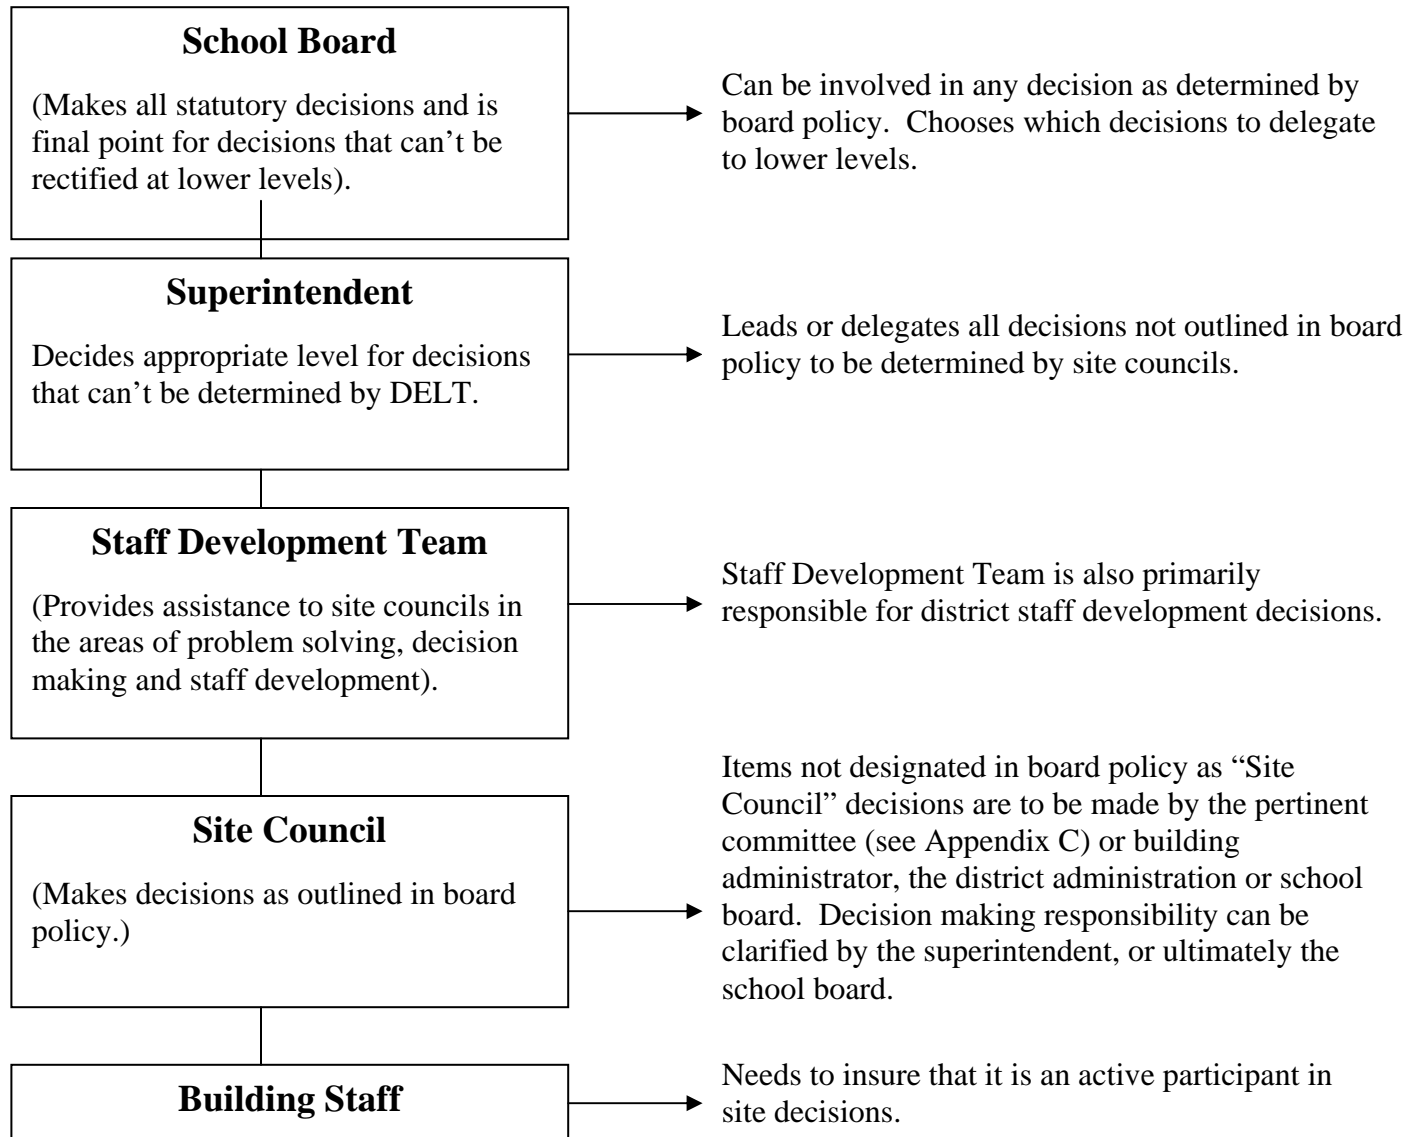 School Board
(Makes all statutory decisions and is
final point for decisions that can’t be
rectified at lower levels).
Can be involved in any decision as determined by
board policy.  Chooses which decisions to delegate
to lower levels.
Superintendent
Decides appropriate level for decisions
that can’t be determined by DELT.
Leads or delegates all decisions not outlined in board
policy to be determined by site councils.
Staff Development Team
(Provides assistance to site councils in
the areas of problem solving, decision
making and staff development).
Staff Development Team is also primarily
responsible for district staff development decisions.
Site Council
(Makes decisions as outlined in board
policy.)
Items not designated in board policy as “Site
Council” decisions are to be made by the pertinent
committee (see Appendix C) or building
administrator, the district administration or school
board.  Decision making responsibility can be
clarified by the superintendent, or ultimately the
school board.
Building Staff
Needs to insure that it is an active participant in
site decisions.